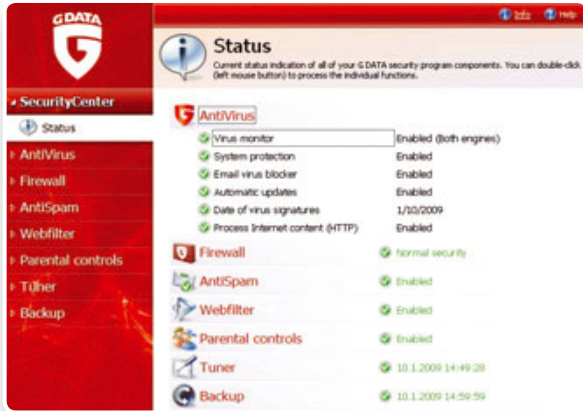 G DATA
Info Help
Status
Current status indication of all of your G DATA security program components. You can double-click
(left mouse button) to process the individual functions.
SecurityCenter
Status
AntiVirus
Firewall
AntiSpam
Webfilter
Parental controls
Tuner
Backup
AntiVirus
Virus monitor Enabled (Both engines)
System protection Enabled
Email virus blocker Enabled
Automatic updates Enabled
Date of virus signatures 1/10/2009
Process Internet content (HTTP) Enabled
Firewall Normal security
AntiSpam Enabled
Webfilter Enabled
Parental controls Enabled
Tuner 10.1.2009 14:49:28
Backup 10.1.2009 14:59:59